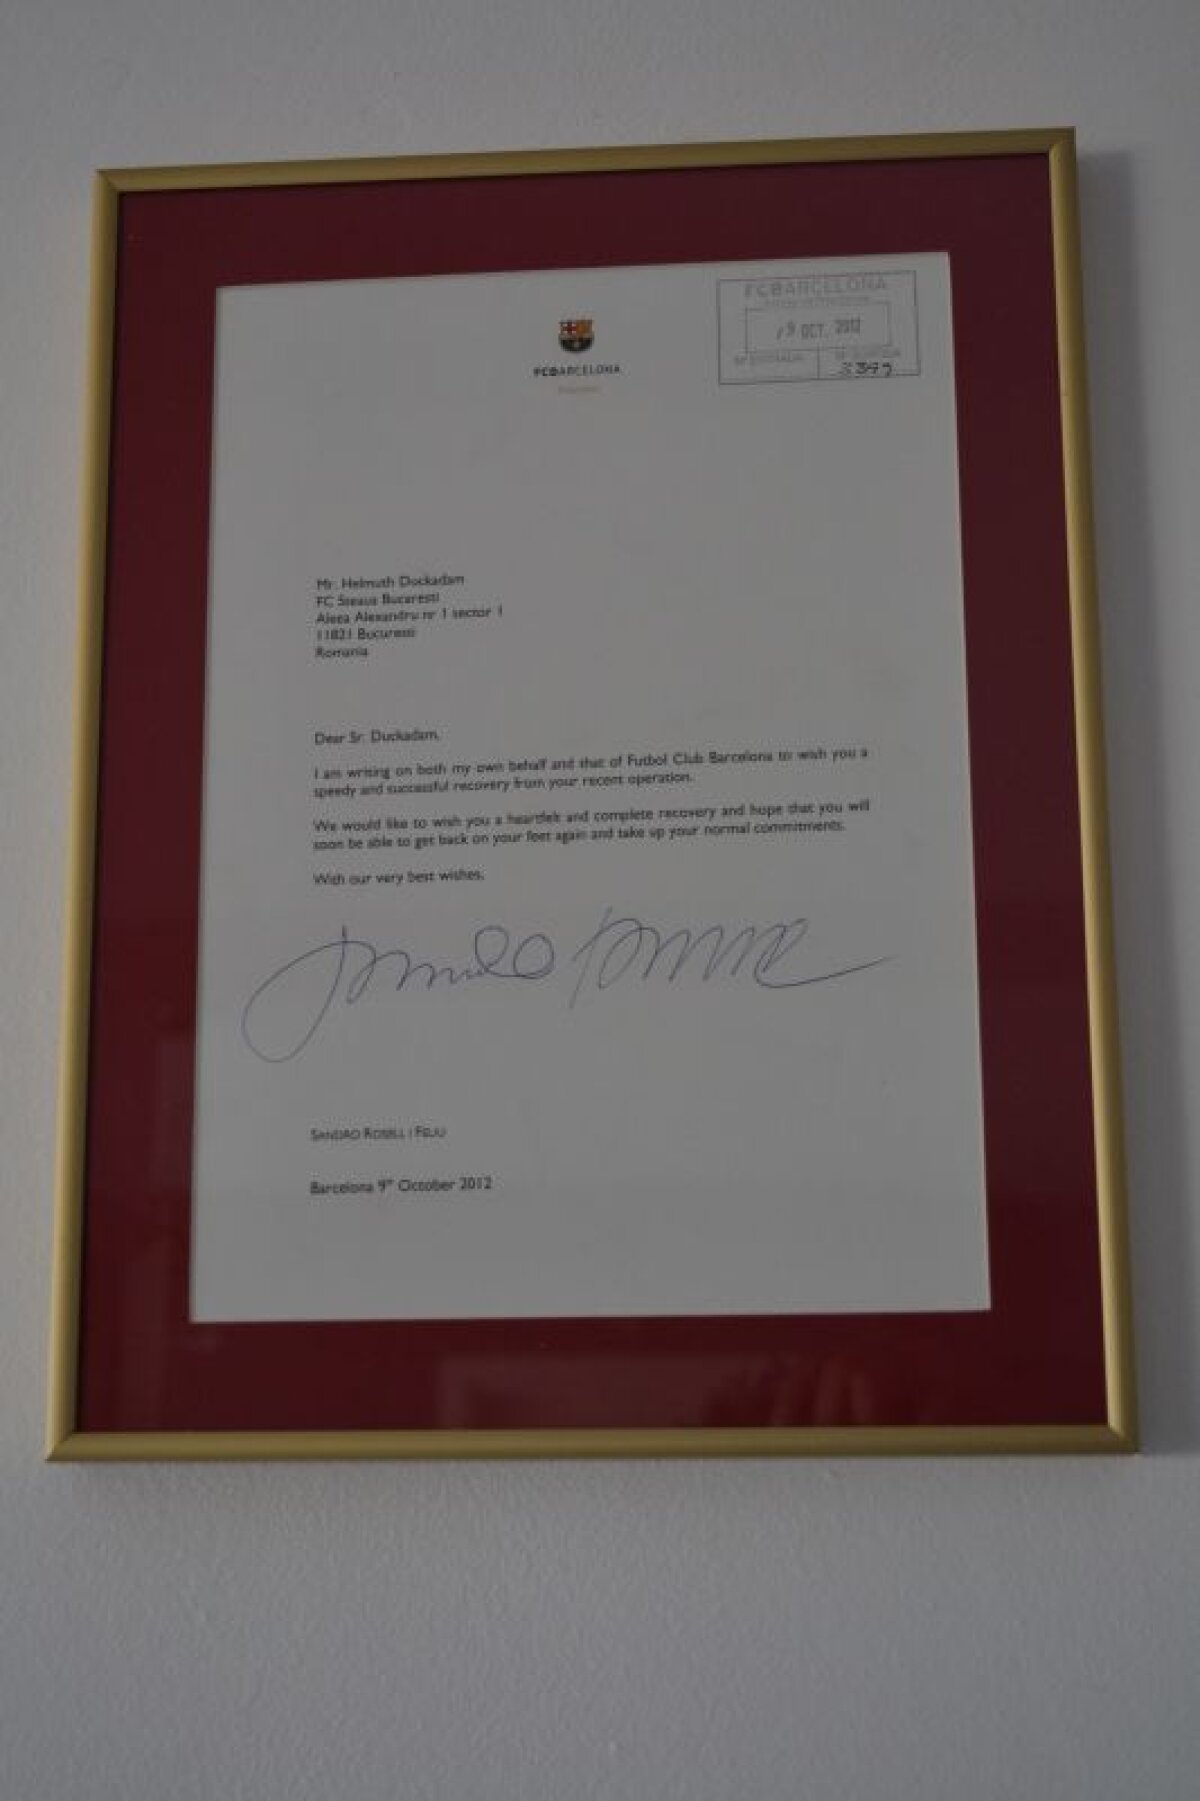 FCBARCELONA
9 OCT. 2012
FCBARCELONA
Mr. Helmuth Duckadam
FC Steaua Bucaresti
Aleea Alexandru nr 1 sector 1
11821 Bucuresti
Romania
Dear Sr. Duckadam,
I am writing on both my own behalf and that of Futbol Club Barcelona to wish you a
speedy and successful recovery from your recent operation.
We would like to wish you a heartfelt and complete recovery and hope that you will
soon be able to get back on your feet again and take up your normal commitments.
With our very best wishes,
SANDRO ROSELL I FELIU
Barcelona 9th October 2012